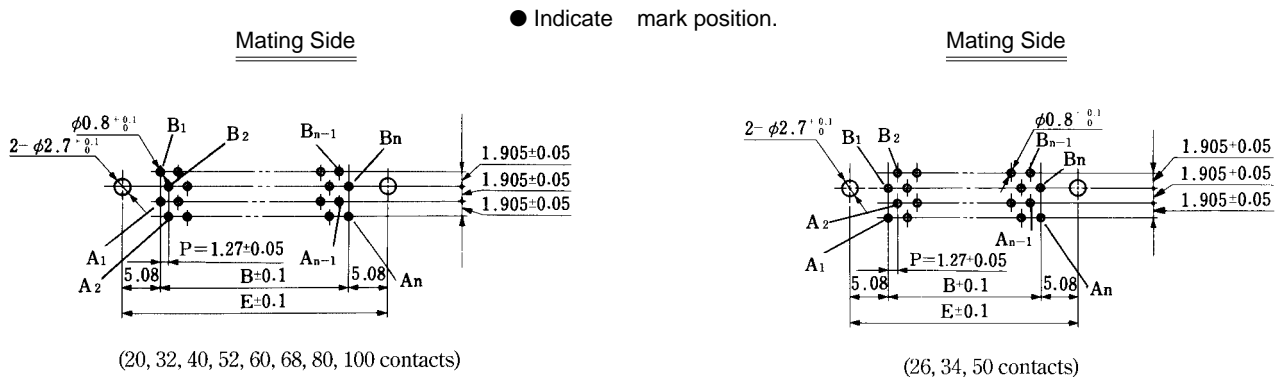 ● Indicate mark position.
Mating Side
φ0.8 +0.1 0
B1
B2
Bn-1
Bn
2-φ2.7 +0.1 0
1.905±0.05
1.905±0.05
1.905±0.05
A1
A2
P=1.27±0.05
An-1
An
5.08
B±0.1
5.08
E±0.1
(20, 32, 40, 52, 60, 68, 80, 100 contacts)
Mating Side
2-φ2.7 +0.1 0
B1
B2
φ0.8 +0.1 0
Bn-1
Bn
1.905±0.05
1.905+0.05
1.905±0.05
A2
A1
An-1
P=1.27+0.05
An
5.08
B+0.1
5.08
E±0.1
(26, 34, 50 contacts)